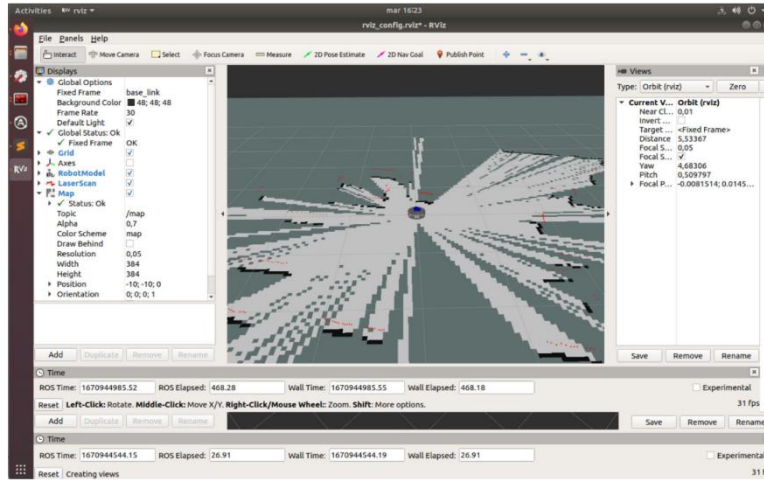 Activities rviz mar 16:23
rviz_config.rviz* - RViz
File Panels Help
Interact Move Camera Select Focus Camera Measure 2D Pose Estimate 2D Nav Goal Publish Point
Displays
Global Options
Fixed Frame base_link
Background Color 48; 48; 48
Frame Rate 30
Default Light
Global Status: Ok
Fixed Frame OK
Grid
Axes
RobotModel
LaserScan
Map
Status: Ok
Topic /map
Alpha 0,7
Color Scheme map
Draw Behind
Resolution 0,05
Width 384
Height 384
Position -10; -10; 0
Orientation 0; 0; 0; 1
Add Duplicate Remove Rename
Views
Type: Orbit (rviz) Zero
Current V... Orbit (rviz)
Near Cl... 0,01
Invert ...
Target ... <Fixed Frame>
Distance 5,53367
Focal S... 0,05
Focal S...
Yaw 4,68306
Pitch 0,509797
Focal P... -0.0081514; 0.0145...
Save Remove Rename
Time
ROS Time: 1670944985.52 ROS Elapsed: 468.28 Wall Time: 1670944985.55 Wall Elapsed: 468.18 Experimental
Reset Left-Click: Rotate. Middle-Click: Move X/Y. Right-Click/Mouse Wheel:: Zoom. Shift: More options. 31 fps
Add Duplicate Remove Rename Save Remove Rename
Time
ROS Time: 1670944544.15 ROS Elapsed: 26.91 Wall Time: 1670944544.19 Wall Elapsed: 26.91 Experimental
Reset Creating views 31
RViz